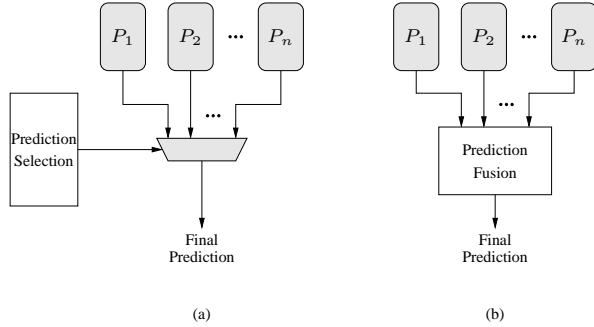 P1 P2 ... Pn
...
Prediction
Selection
Final
Prediction
(a)
P1 P2 ... Pn
...
Prediction
Fusion
Final
Prediction
(b)